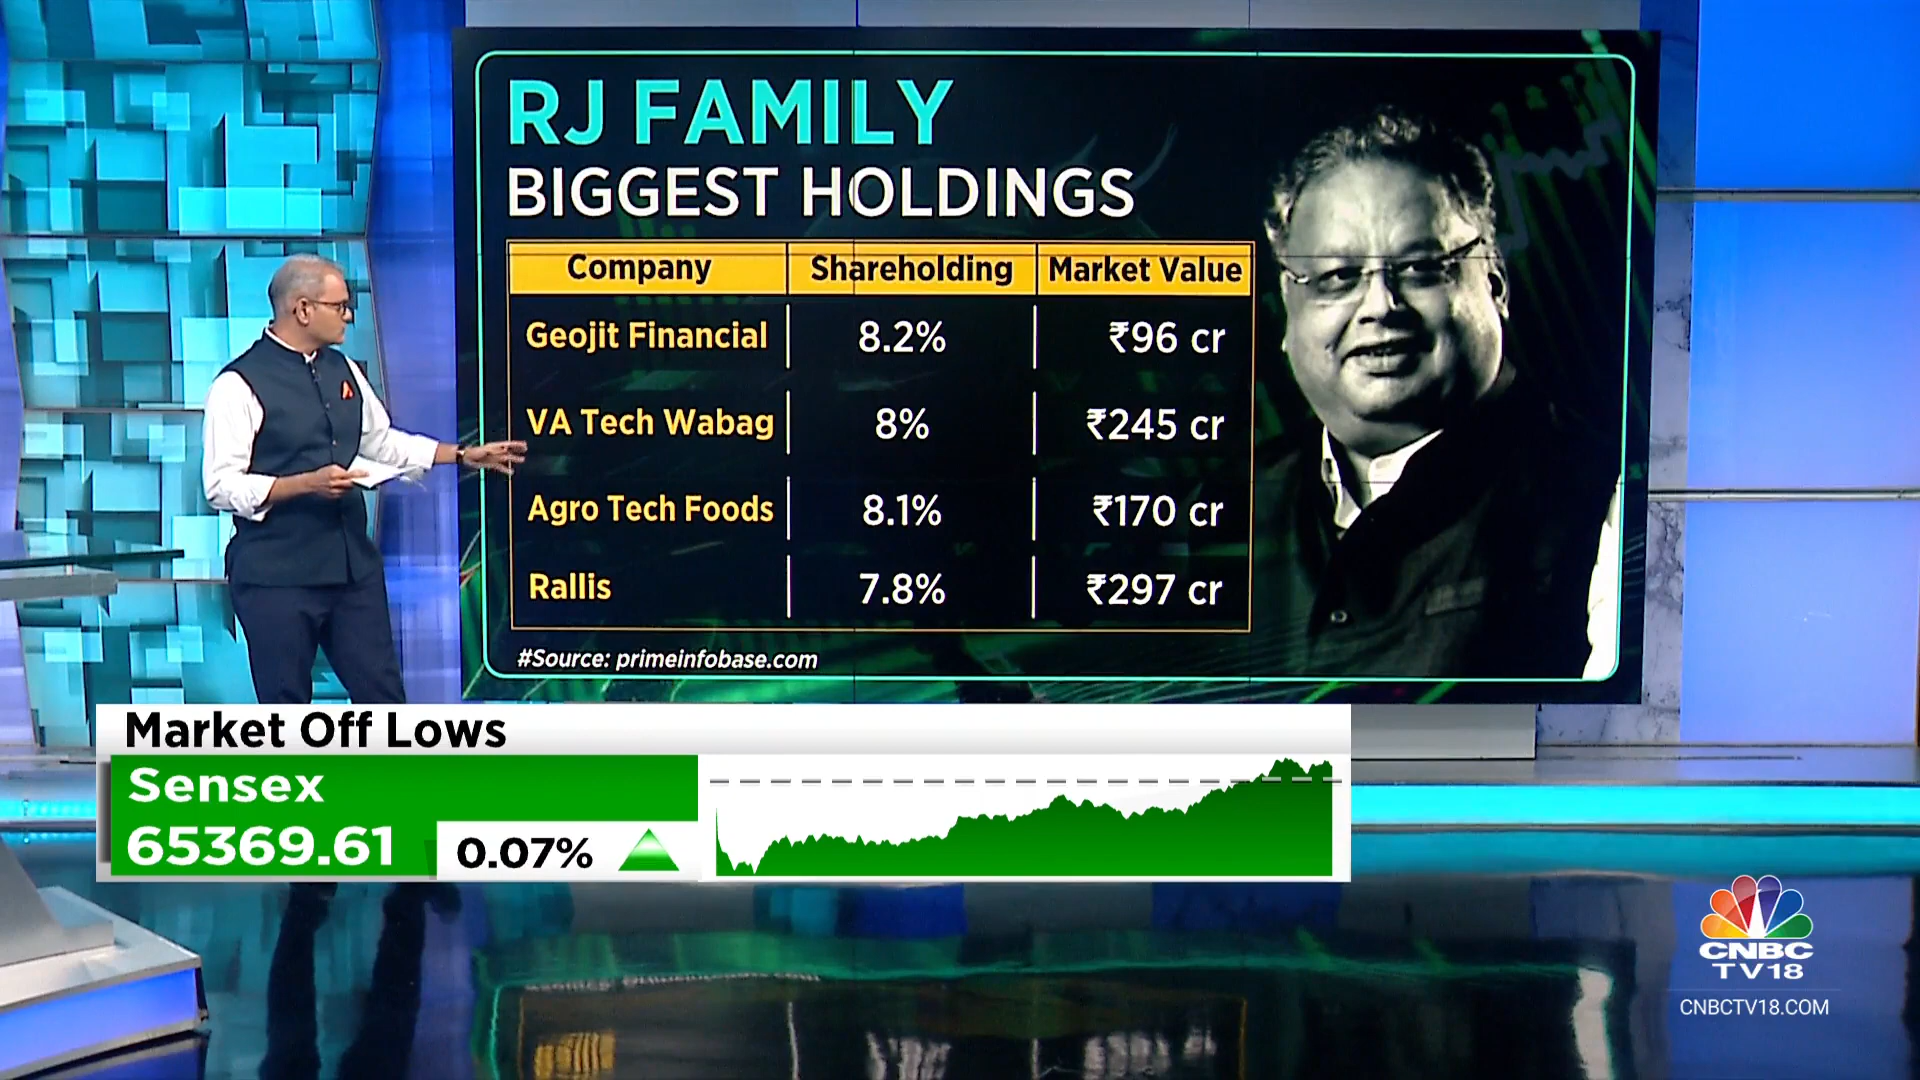 RJ FAMILY
BIGGEST HOLDINGS
Company Shareholding Market Value
Geojit Financial 8.2% ₹96 cr
VA Tech Wabag 8% ₹245 cr
Agro Tech Foods 8.1% ₹170 cr
Rallis 7.8% ₹297 cr
#Source: primeinfobase.com
Market Off Lows
Sensex
65369.61 0.07%
CNBC
TV18
CNBCTV18.COM